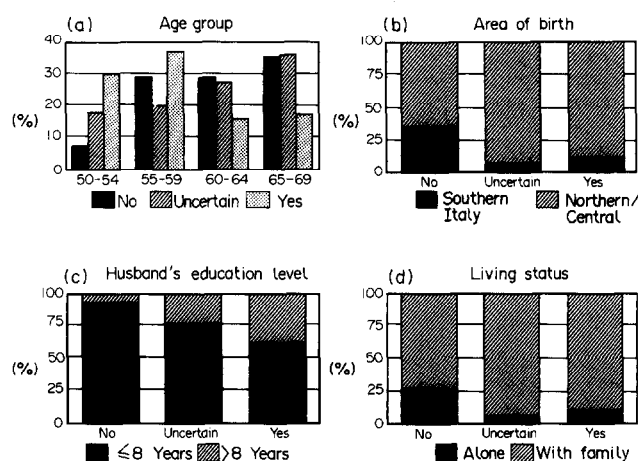 (a) Age group
40
30
20
10
0
(%)
50-54 55-59 60-64 65-69
No Uncertain Yes
(b) Area of birth
100
75
50
25
0
(%)
No Uncertain Yes
Southern Italy Northern/ Central
(c) Husband's education level
100
75
50
25
0
(%)
No Uncertain Yes
≤8 Years >8 Years
(d) Living status
100
75
50
25
0
(%)
No Uncertain Yes
Alone With family